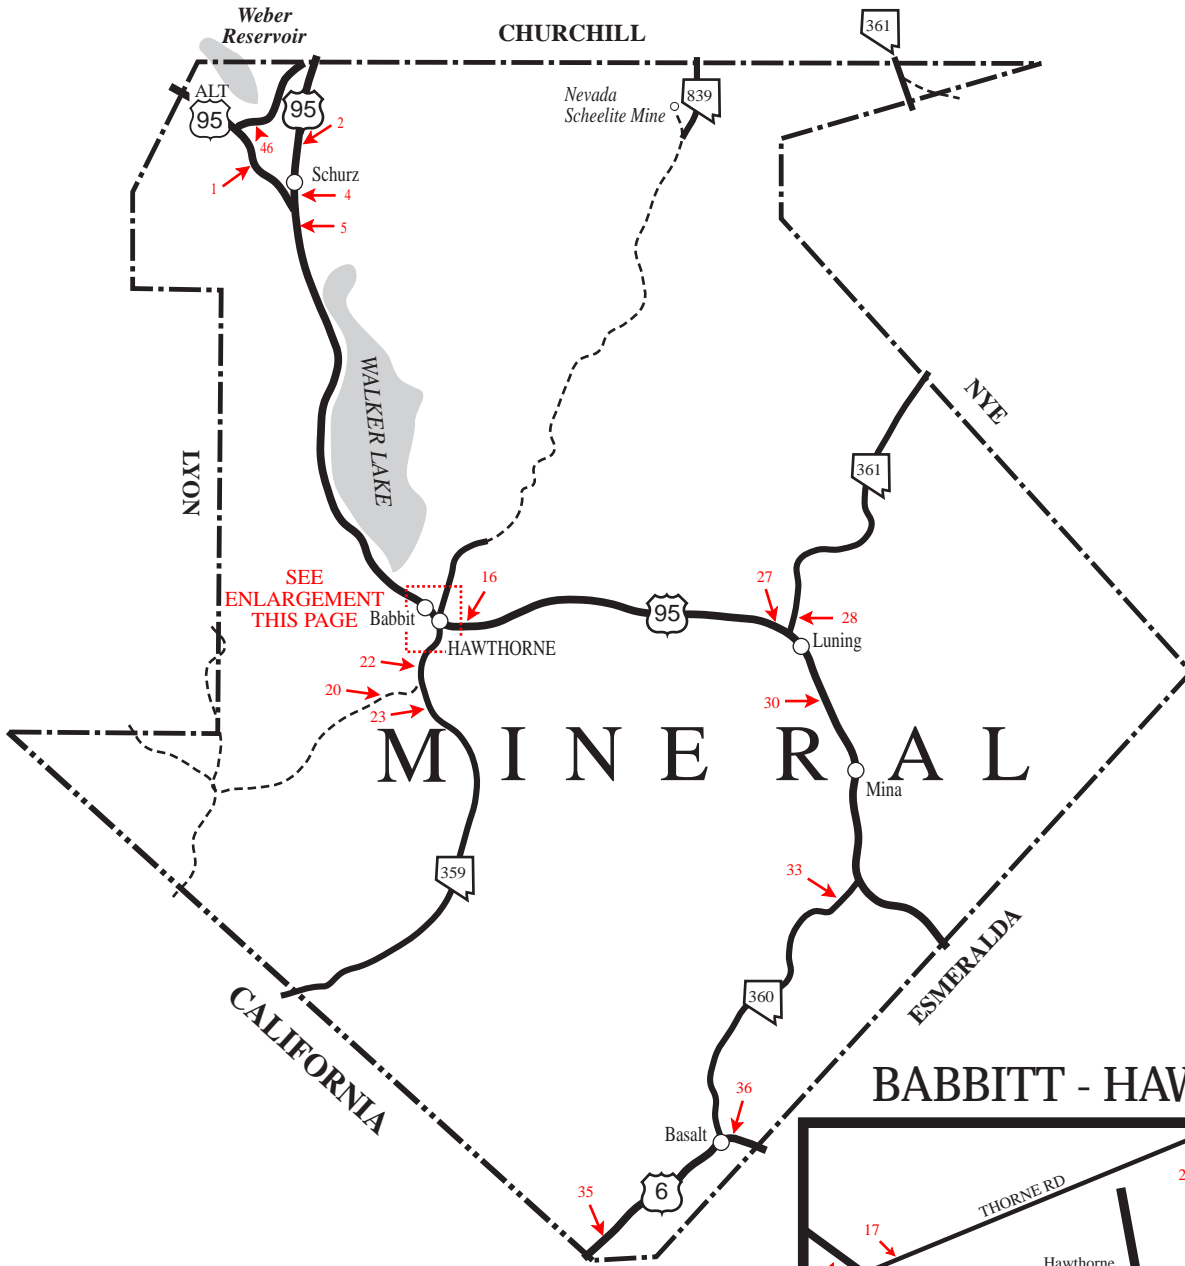 Weber
Reservoir
CHURCHILL
361
ALT
95
95
Nevada
Scheelite Mine
839
2
46
1
Schurz
4
5
WALKER LAKE
LYON
NYE
361
SEE
ENLARGEMENT
THIS PAGE
Babbit
HAWTHORNE
16
95
27
28
Luning
22
20
23
30
MINERAL
Mina
359
33
360
CALIFORNIA
ESMERALDA
36
Basalt
6
35
BABBITT - HAW
THORNE RD
2
17
Hawthorne